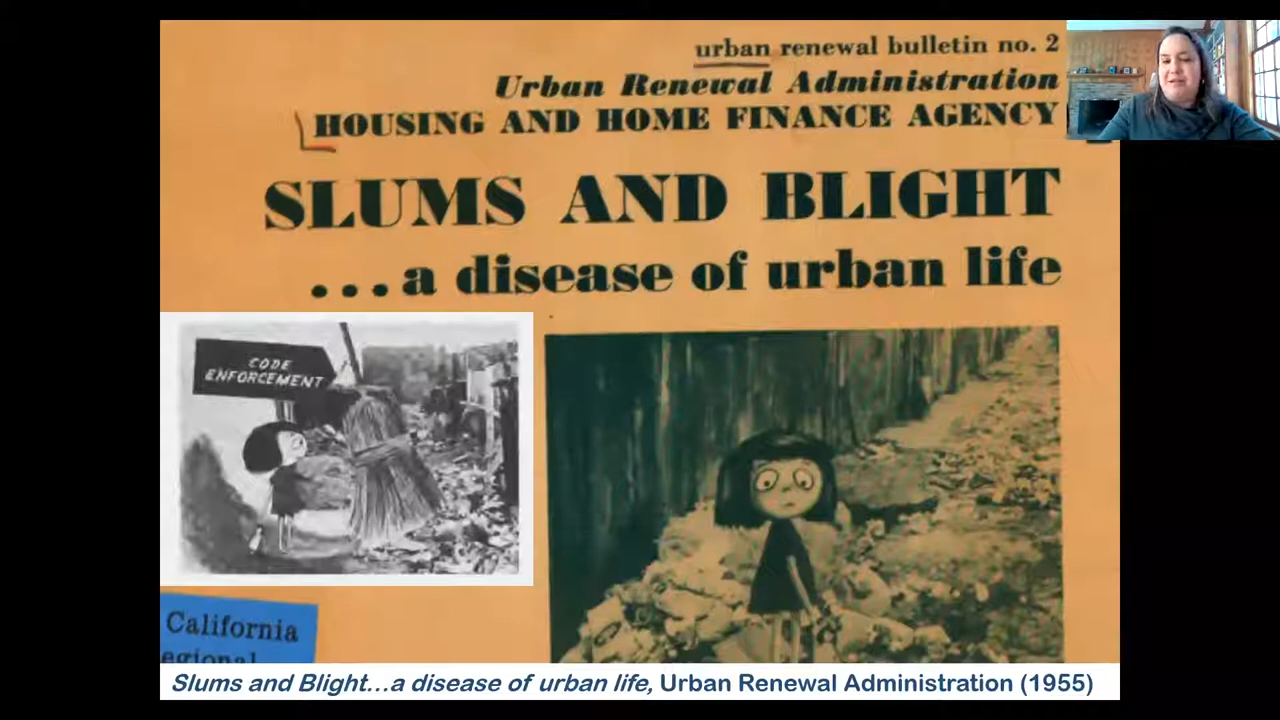 urban renewal bulletin no. 2
Urban Renewal Administration
HOUSING AND HOME FINANCE AGENCY
SLUMS AND BLIGHT
...a disease of urban life
CODE
ENFORCEMENT
California
egional
Slums and Blight...a disease of urban life, Urban Renewal Administration (1955)